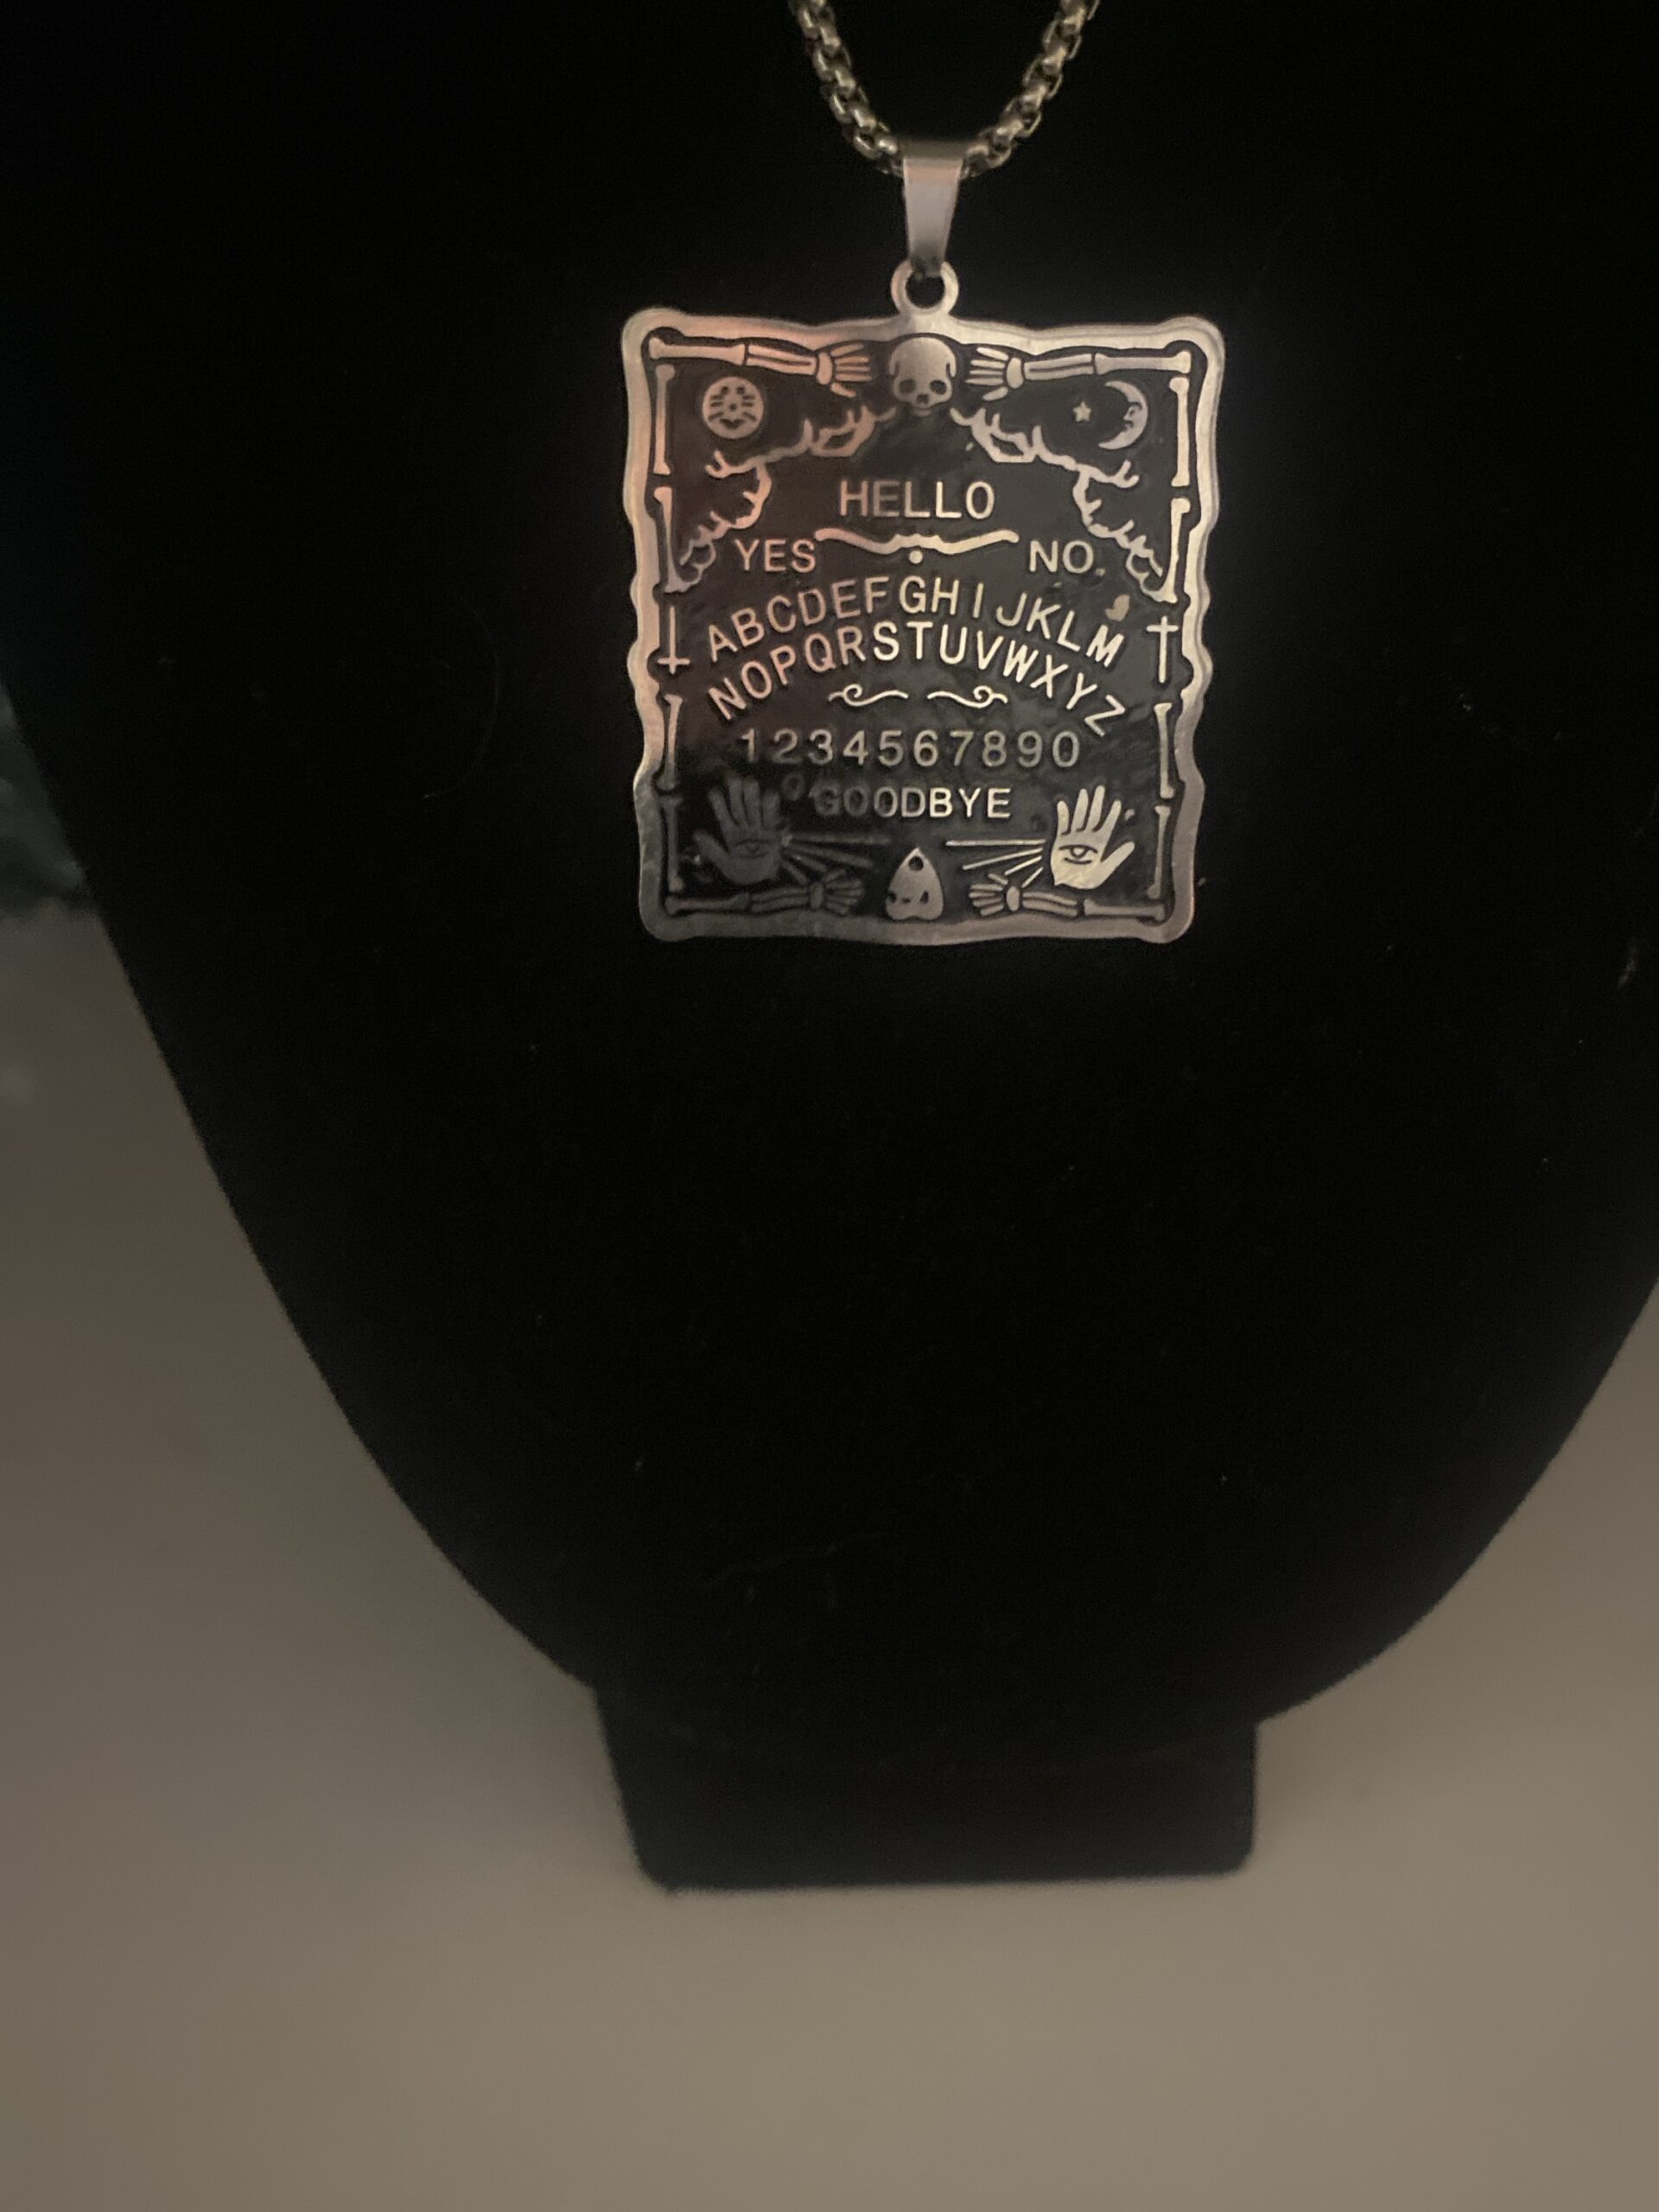 HELLO
YES NO
ABCDEFGHIJKLM
NOPQRSTUVWXYZ
1234567890
GOODBYE